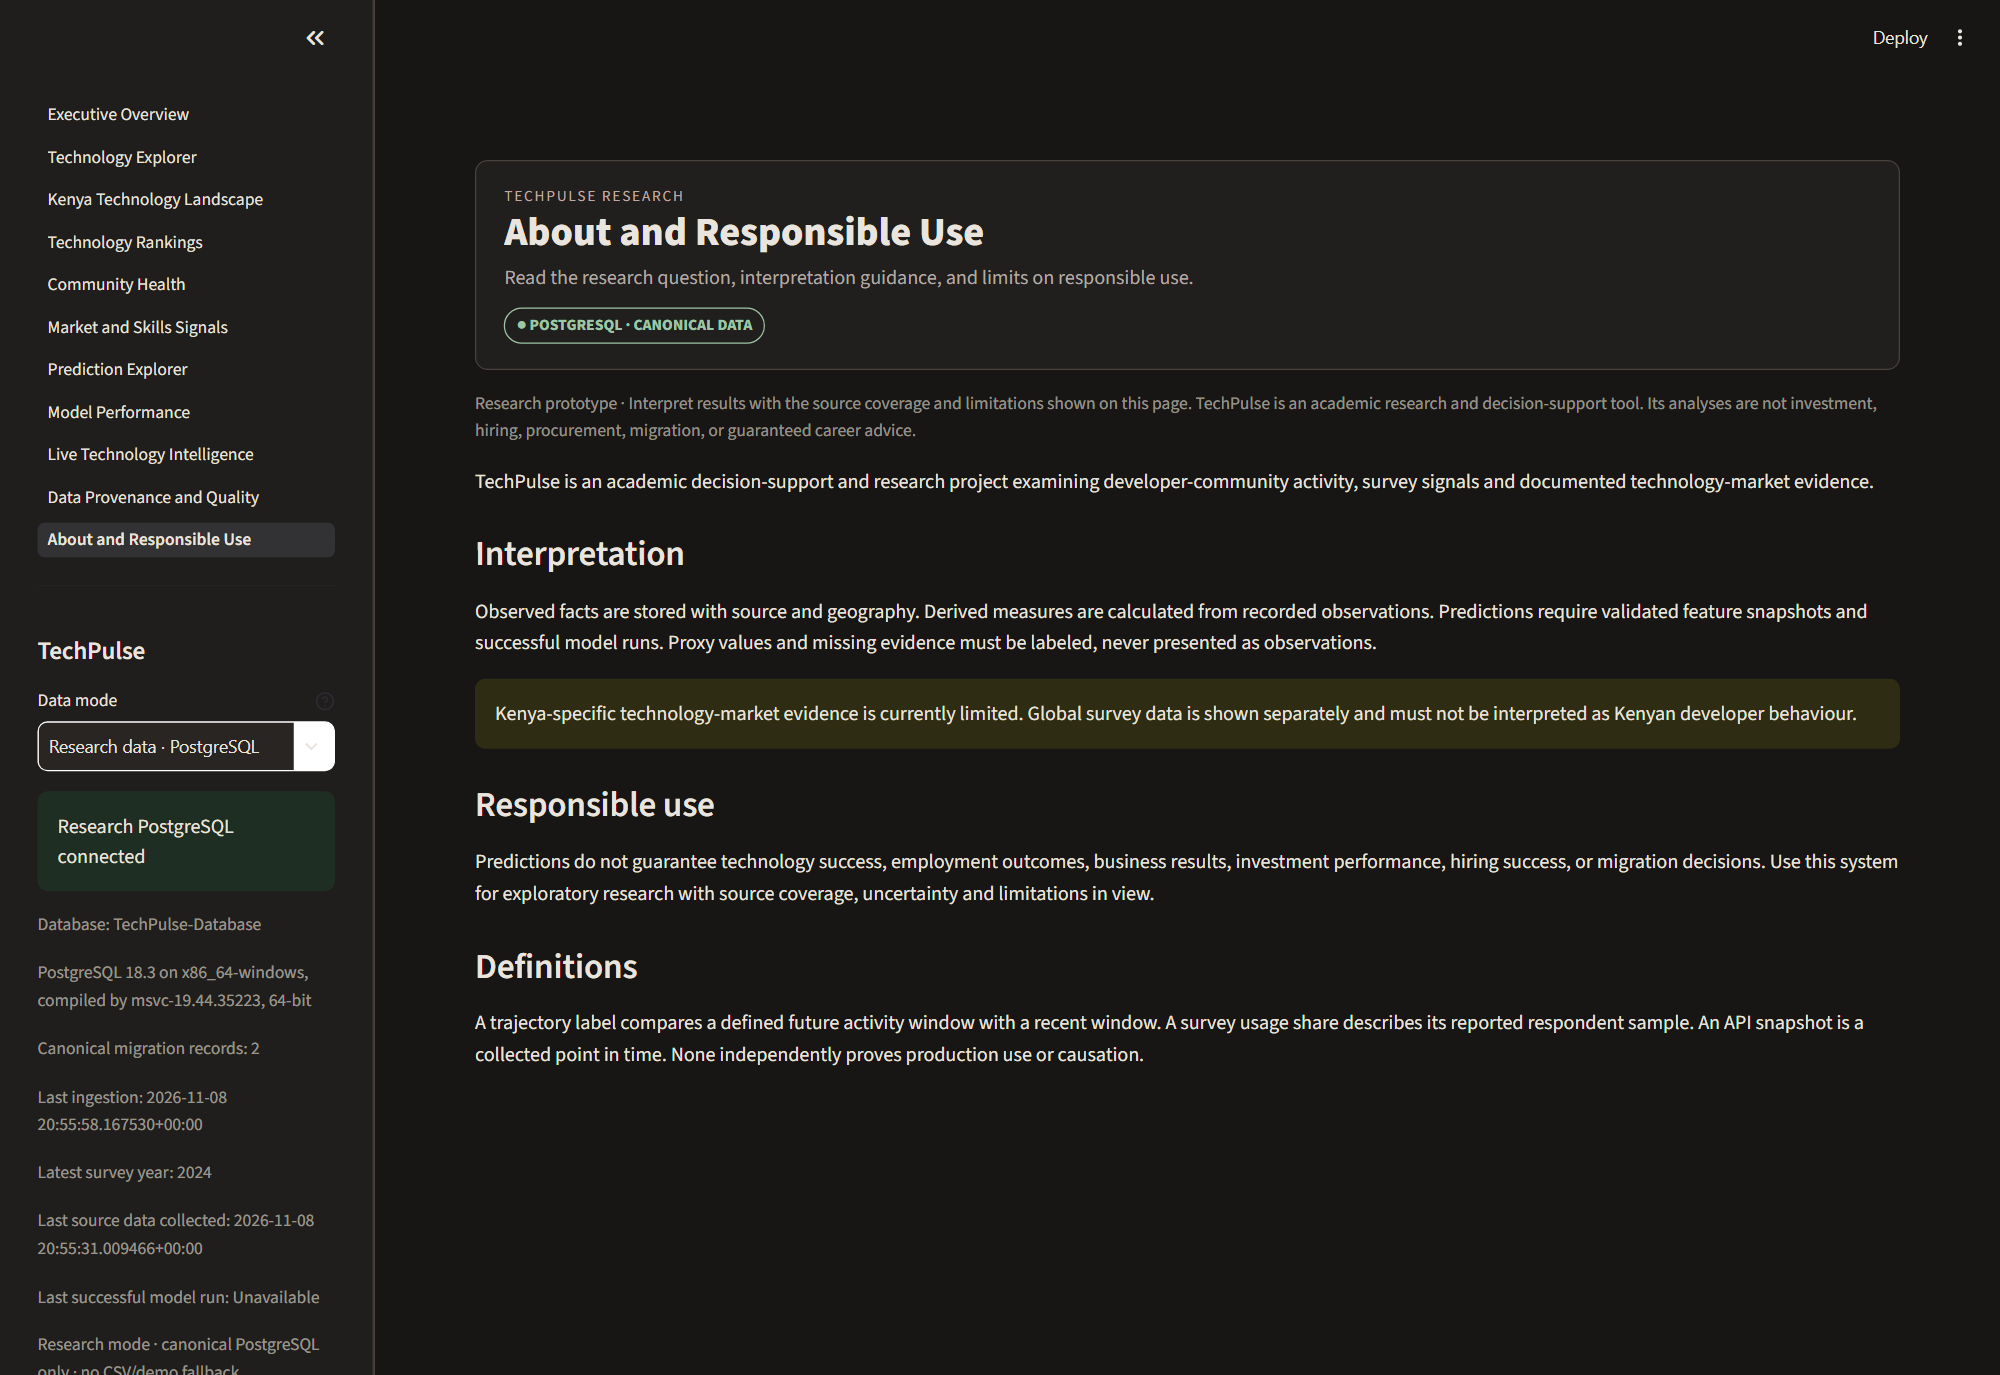 Deploy
Executive Overview
Technology Explorer
Kenya Technology Landscape
Technology Rankings
Community Health
Market and Skills Signals
Prediction Explorer
Model Performance
Live Technology Intelligence
Data Provenance and Quality
About and Responsible Use
TechPulse
Data mode
Research data · PostgreSQL
Research PostgreSQL
connected
Database: TechPulse-Database
PostgreSQL 18.3 on x86_64-windows,
compiled by msvc-19.44.35223, 64-bit
Canonical migration records: 2
Last ingestion: 2026-11-08
20:55:58.167530+00:00
Latest survey year: 2024
Last source data collected: 2026-11-08
20:55:31.009466+00:00
Last successful model run: Unavailable
Research mode · canonical PostgreSQL
only · no CSV/demo fallback
TECHPULSE RESEARCH
About and Responsible Use
Read the research question, interpretation guidance, and limits on responsible use.
POSTGRESQL · CANONICAL DATA
Research prototype · Interpret results with the source coverage and limitations shown on this page. TechPulse is an academic research and decision-support tool. Its analyses are not investment,
hiring, procurement, migration, or guaranteed career advice.
TechPulse is an academic decision-support and research project examining developer-community activity, survey signals and documented technology-market evidence.
Interpretation
Observed facts are stored with source and geography. Derived measures are calculated from recorded observations. Predictions require validated feature snapshots and
successful model runs. Proxy values and missing evidence must be labeled, never presented as observations.
Kenya-specific technology-market evidence is currently limited. Global survey data is shown separately and must not be interpreted as Kenyan developer behaviour.
Responsible use
Predictions do not guarantee technology success, employment outcomes, business results, investment performance, hiring success, or migration decisions. Use this system
for exploratory research with source coverage, uncertainty and limitations in view.
Definitions
A trajectory label compares a defined future activity window with a recent window. A survey usage share describes its reported respondent sample. An API snapshot is a
collected point in time. None independently proves production use or causation.